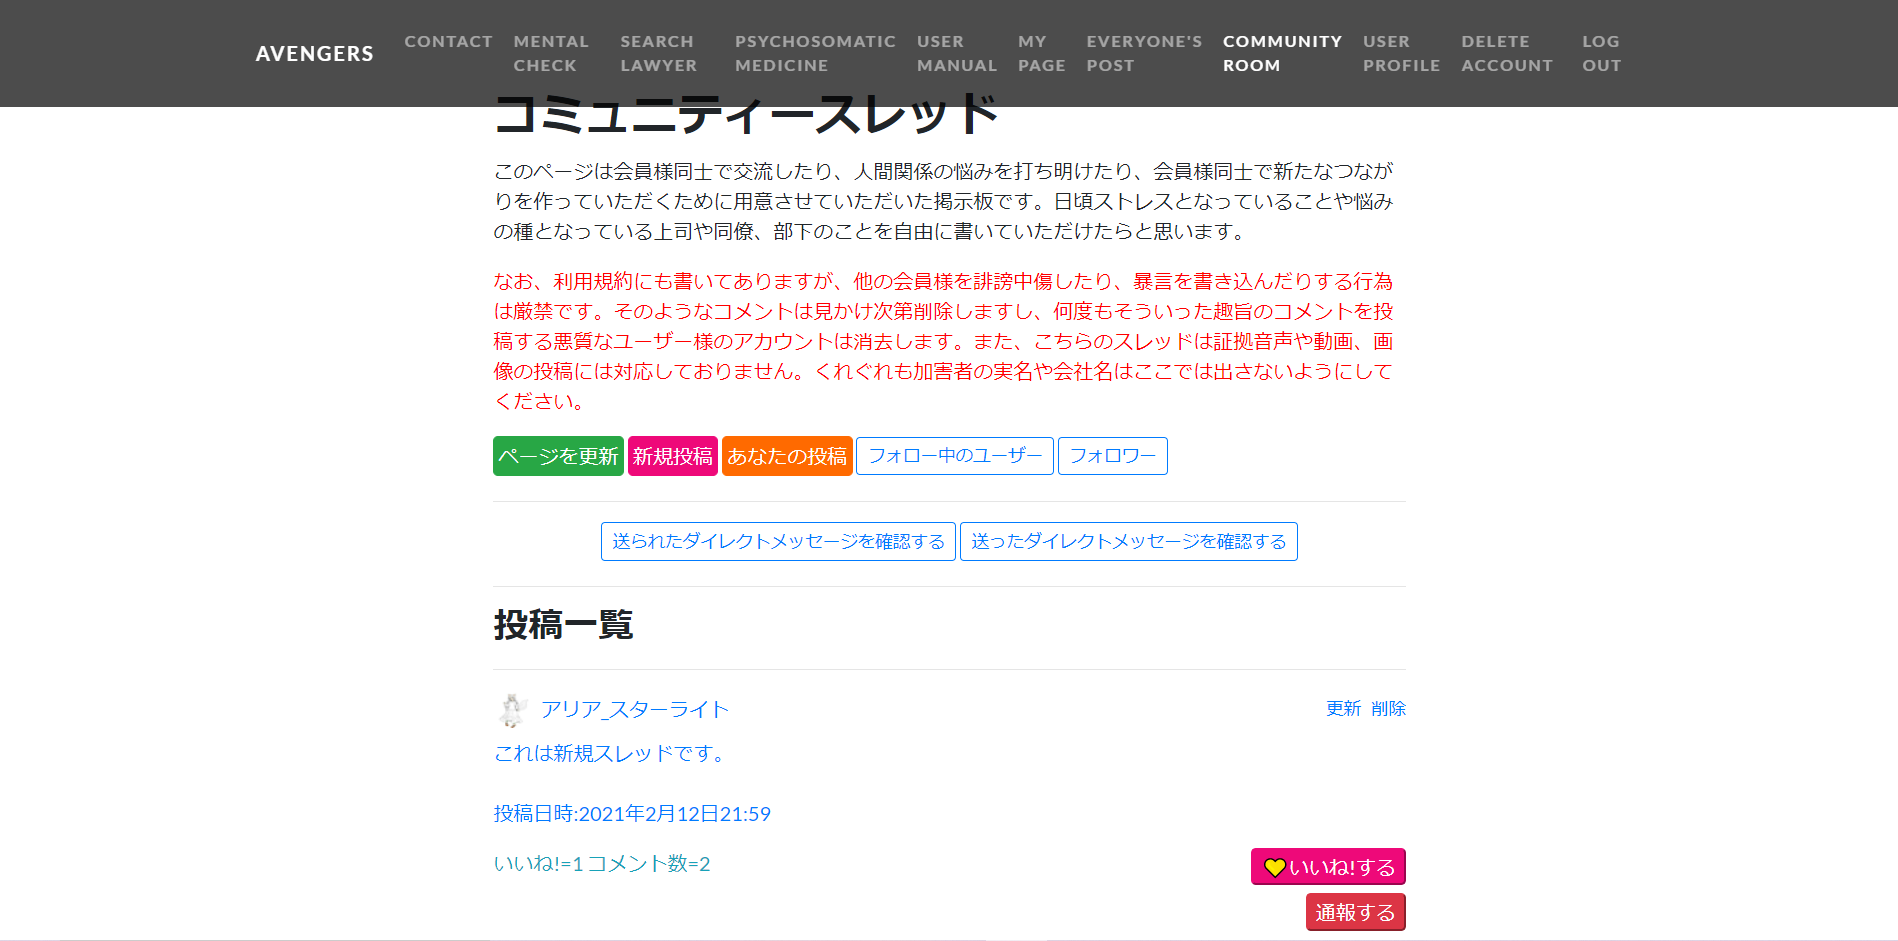 AVENGERS
CONTACT
MENTAL
CHECK
SEARCH
LAWYER
PSYCHOSOMATIC
MEDICINE
USER
MANUAL
MY
PAGE
EVERYONE'S
POST
COMMUNITY
ROOM
USER
PROFILE
DELETE
ACCOUNT
LOG
OUT
コミュニティースレッド
このページは会員様同士で交流したり、人間関係の悩みを打ち明けたり、会員様同士で新たなつなが
りを作っていただくために用意させていただいた掲示板です。日頃ストレスとなっていることや悩み
の種となっている上司や同僚、部下のことを自由に書いていただけたらと思います。
なお、利用規約にも書いてありますが、他の会員様を誹謗中傷したり、暴言を書き込んだりする行為
は厳禁です。そのようなコメントは見かけ次第削除しますし、何度もそういった趣旨のコメントを投
稿する悪質なユーザー様のアカウントは消去します。また、こちらのスレッドは証拠音声や動画、画
像の投稿には対応しておりません。くれぐれも加害者の実名や会社名はここでは出さないようにして
ください。
ページを更新 新規投稿 あなたの投稿 フォロー中のユーザー フォロワー
送られたダイレクトメッセージを確認する 送ったダイレクトメッセージを確認する
投稿一覧
アリア_スターライト 更新 削除
これは新規スレッドです。
投稿日時:2021年2月12日21:59
いいね!=1 コメント数=2 いいね!する
通報する